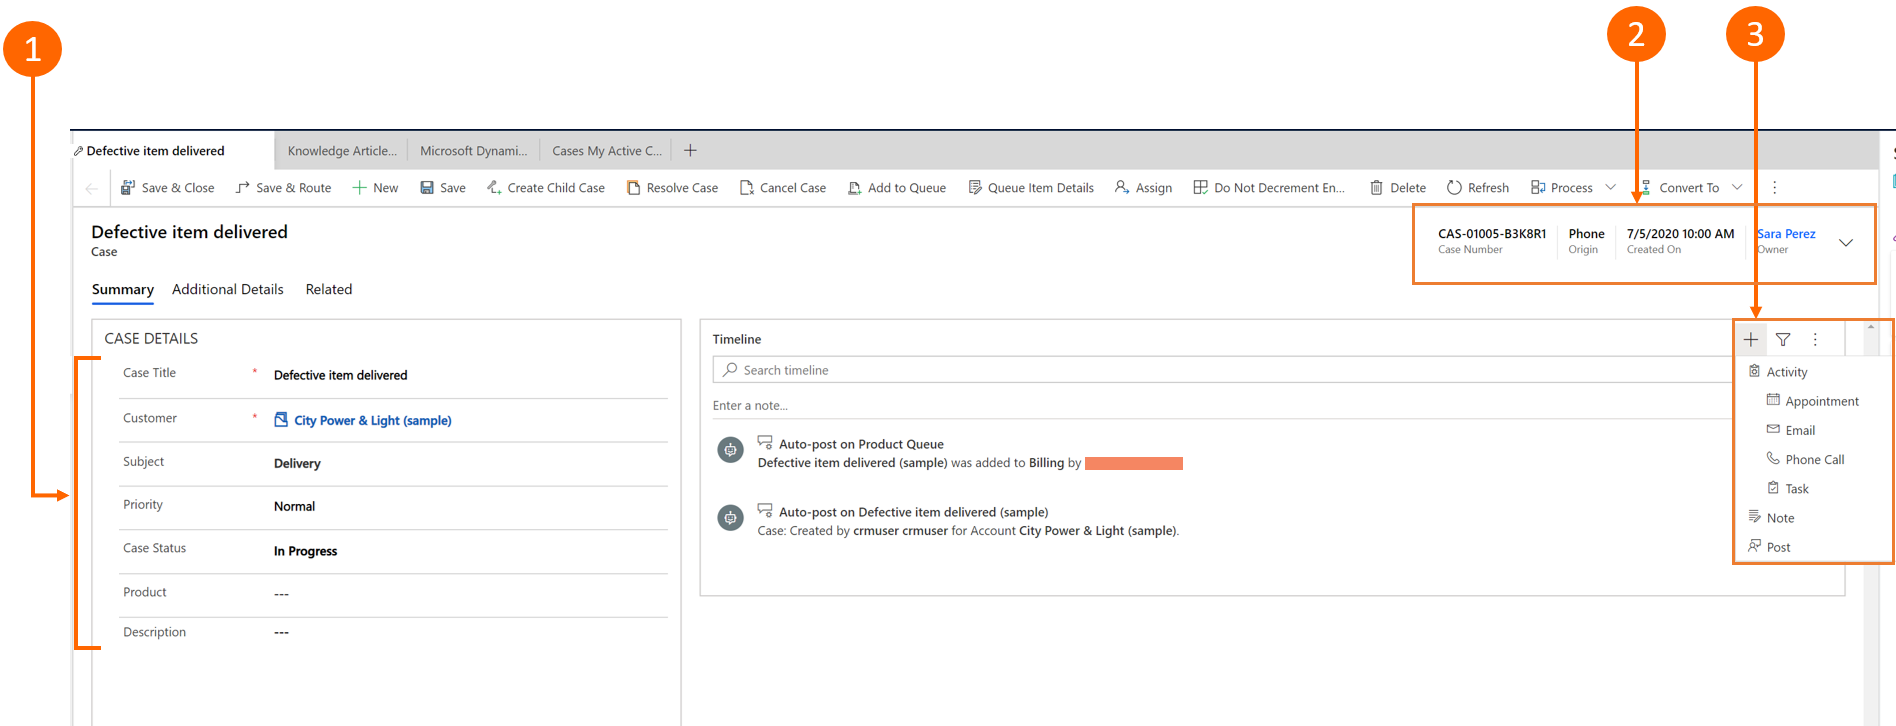 1
2
3
Defective item delivered
Knowledge Article...
Microsoft Dynami...
Cases My Active C...
Save & Close
Save & Route
New
Save
Create Child Case
Resolve Case
Cancel Case
Add to Queue
Queue Item Details
Assign
Do Not Decrement En...
Delete
Refresh
Process
Convert To
Defective item delivered
Case
CAS-01005-B3K8R1
Case Number
Phone
Origin
7/5/2020 10:00 AM
Created On
Sara Perez
Owner
Summary
Additional Details
Related
CASE DETAILS
Case Title * Defective item delivered
Customer * City Power & Light (sample)
Subject Delivery
Priority Normal
Case Status In Progress
Product ---
Description ---
Timeline
Search timeline
Enter a note...
Auto-post on Product Queue
Defective item delivered (sample) was added to Billing by
Auto-post on Defective item delivered (sample)
Case: Created by crmuser crmuser for Account City Power & Light (sample).
Activity
Appointment
Email
Phone Call
Task
Note
Post